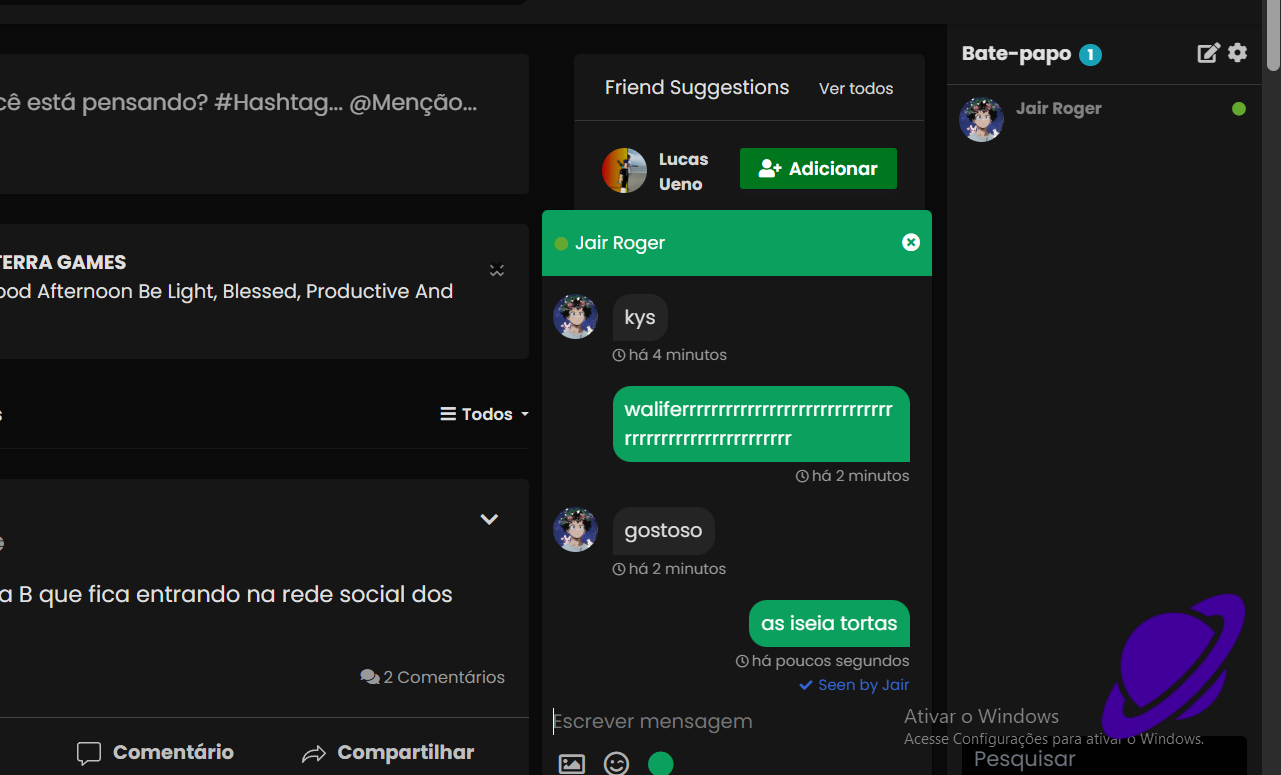 cê está pensando? #Hashtag... @Menção...
TERRA GAMES
ood Afternoon Be Light, Blessed, Productive And
s
Todos
a B que fica entrando na rede social dos
2 Comentários
Comentário
Compartilhar
Friend Suggestions
Ver todos
Lucas
Ueno
Adicionar
Jair Roger
kys
há 4 minutos
waliferrrrrrrrrrrrrrrrrrrrrrrrrrrrrr
rrrrrrrrrrrrrrrrrrrrrrr
há 2 minutos
gostoso
há 2 minutos
as iseia tortas
há poucos segundos
Seen by Jair
Escrever mensagem
Bate-papo 1
Jair Roger
Ativar o Windows
Acesse Configurações para ativar o Windows.
Pesquisar